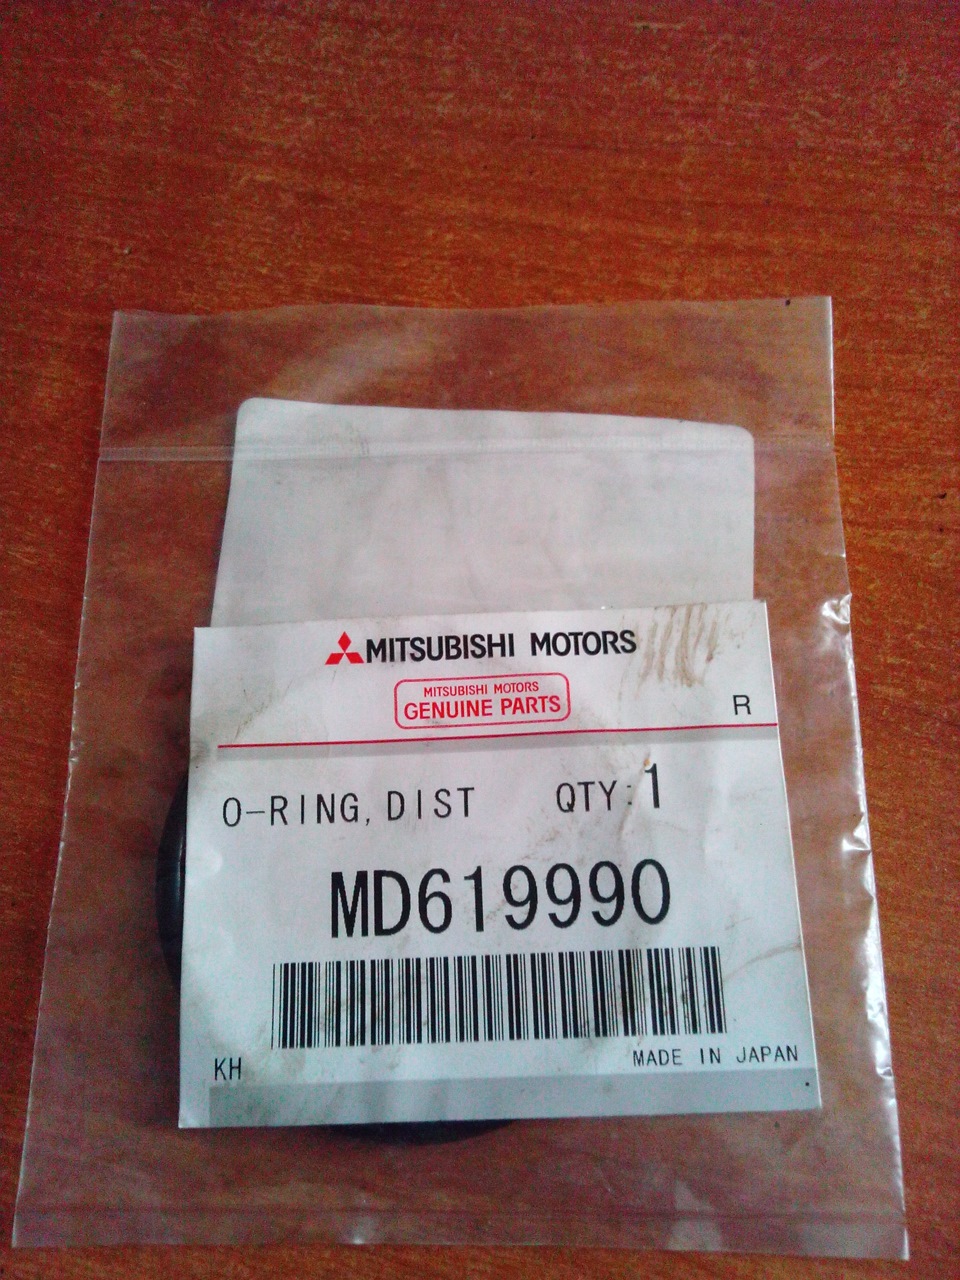 MITSUBISHI MOTORS
MITSUBISHI MOTORS
GENUINE PARTS
R
O-RING, DIST QTY:1
MD619990
KH MADE IN JAPAN